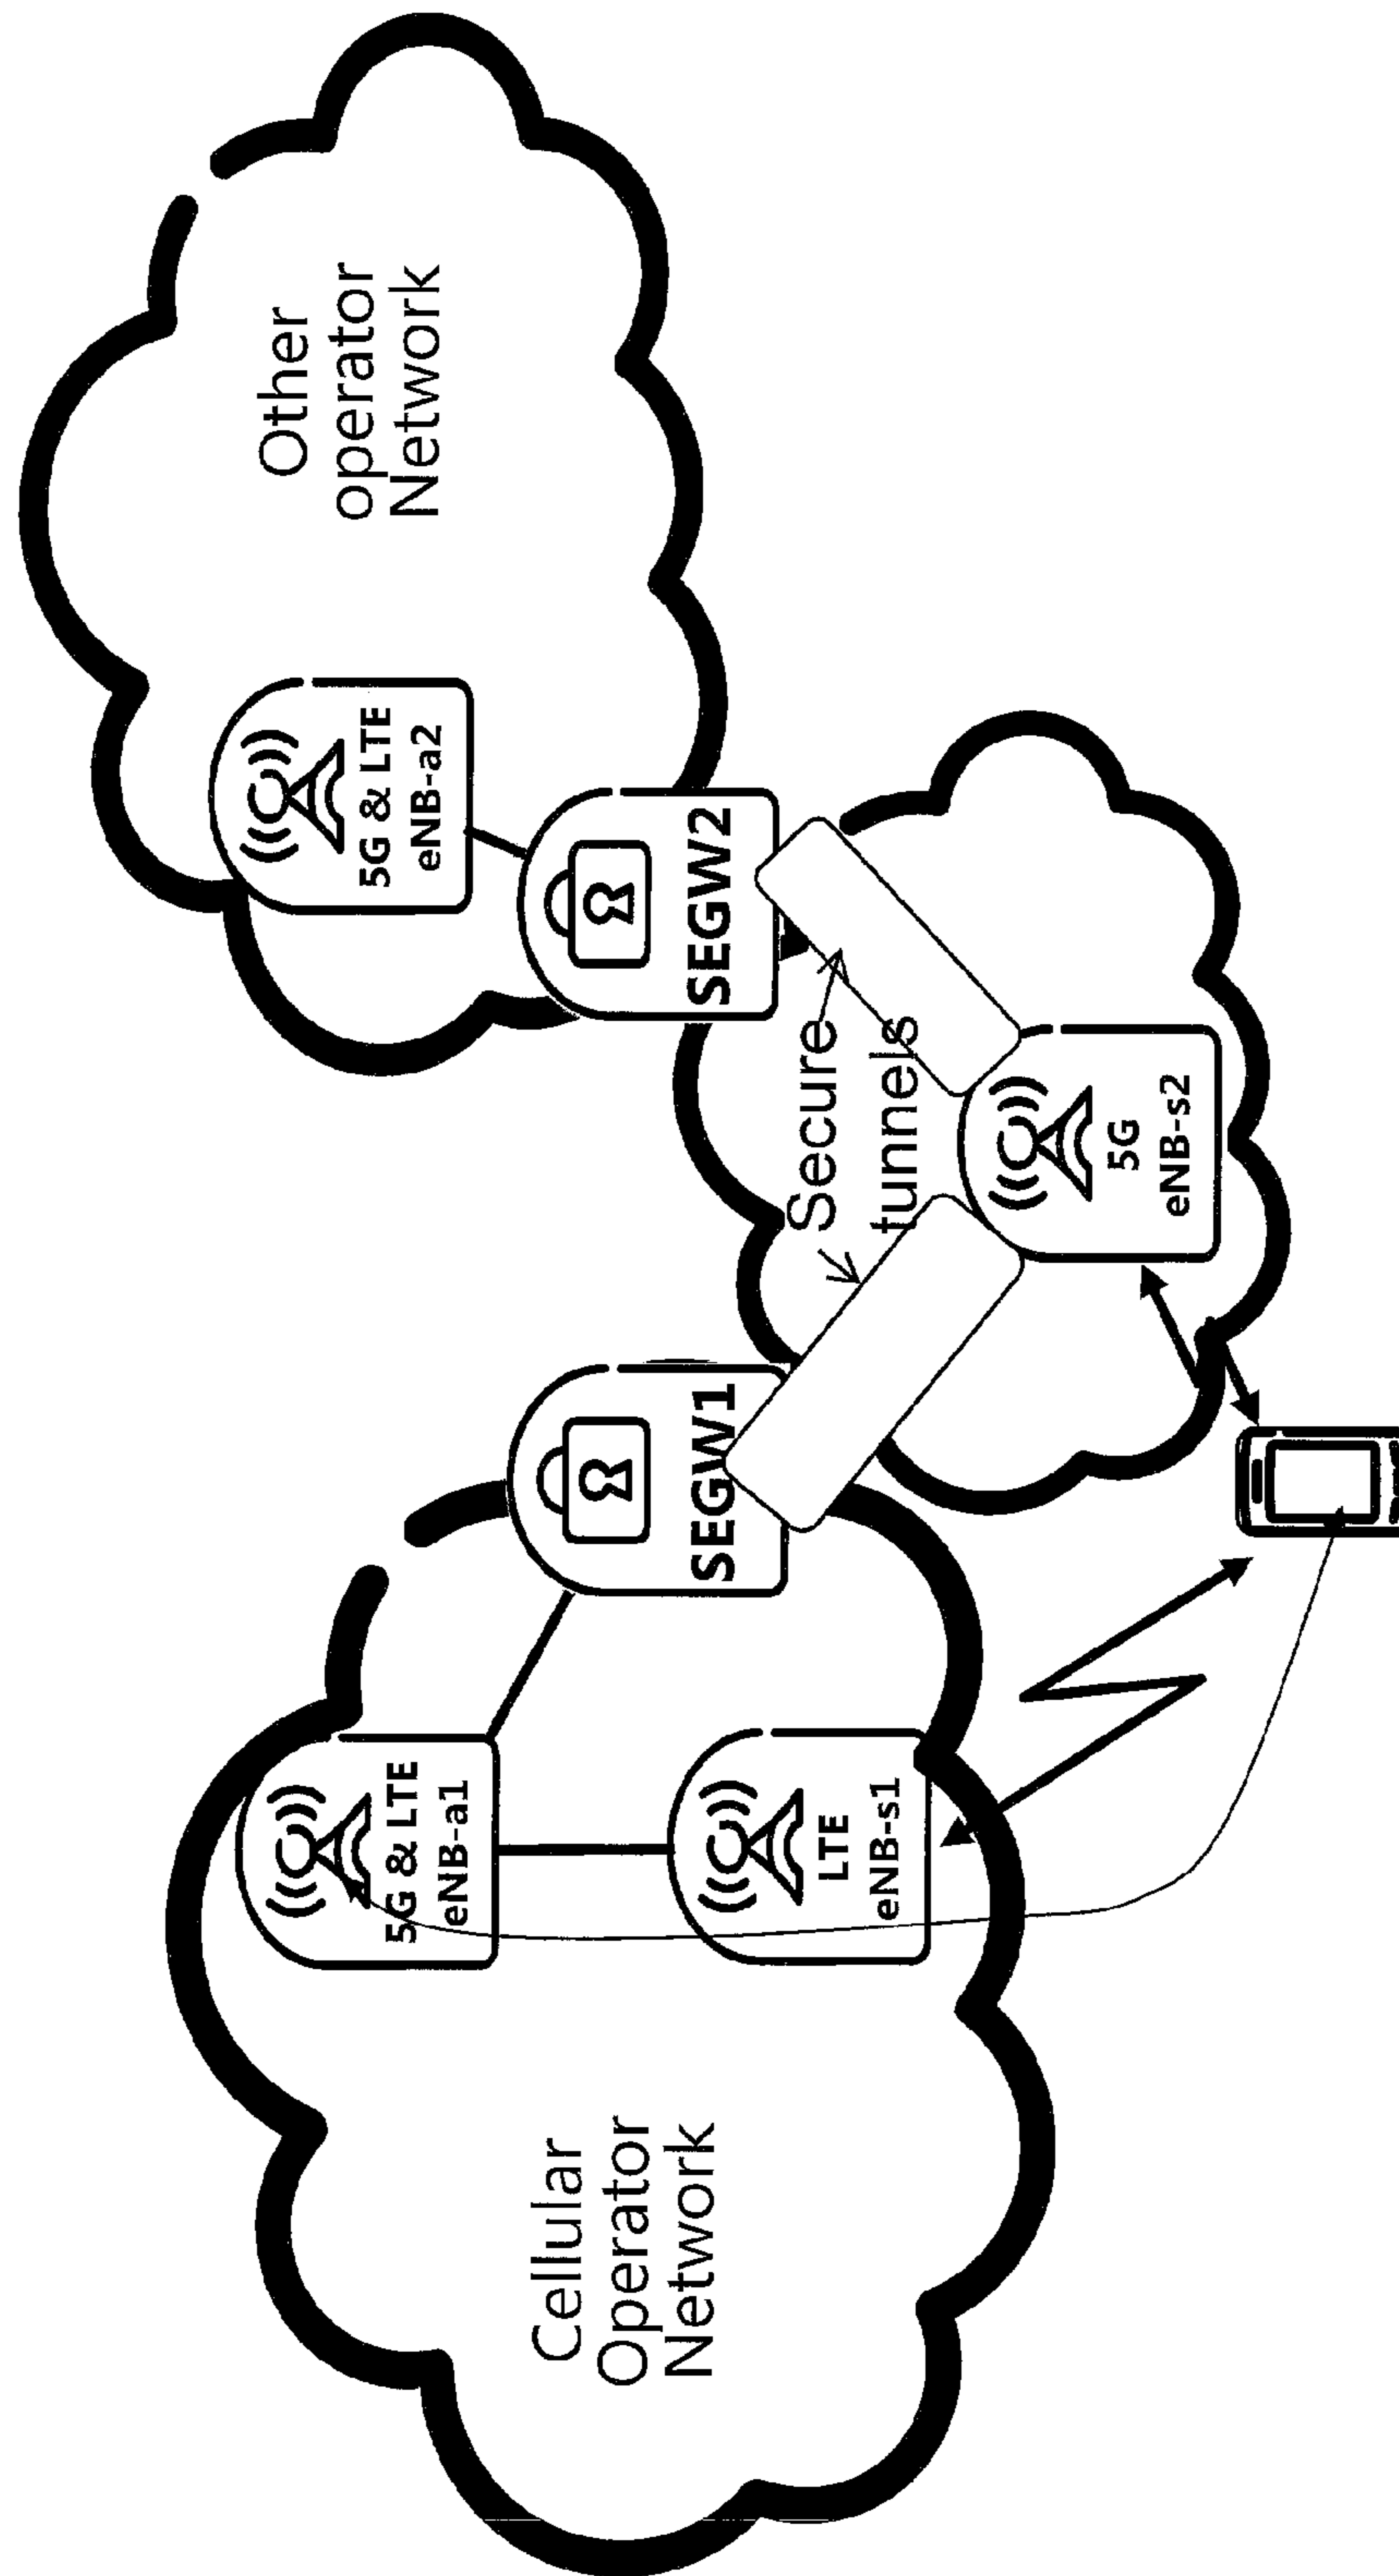 Cellular
Operator
Network
5G & LTE
eNB-a1
LTE
eNB-s1
SEGW1
Secure
tunnels
5G
eNB-s2
SEGW2
5G & LTE
eNB-a2
Other
operator
Network